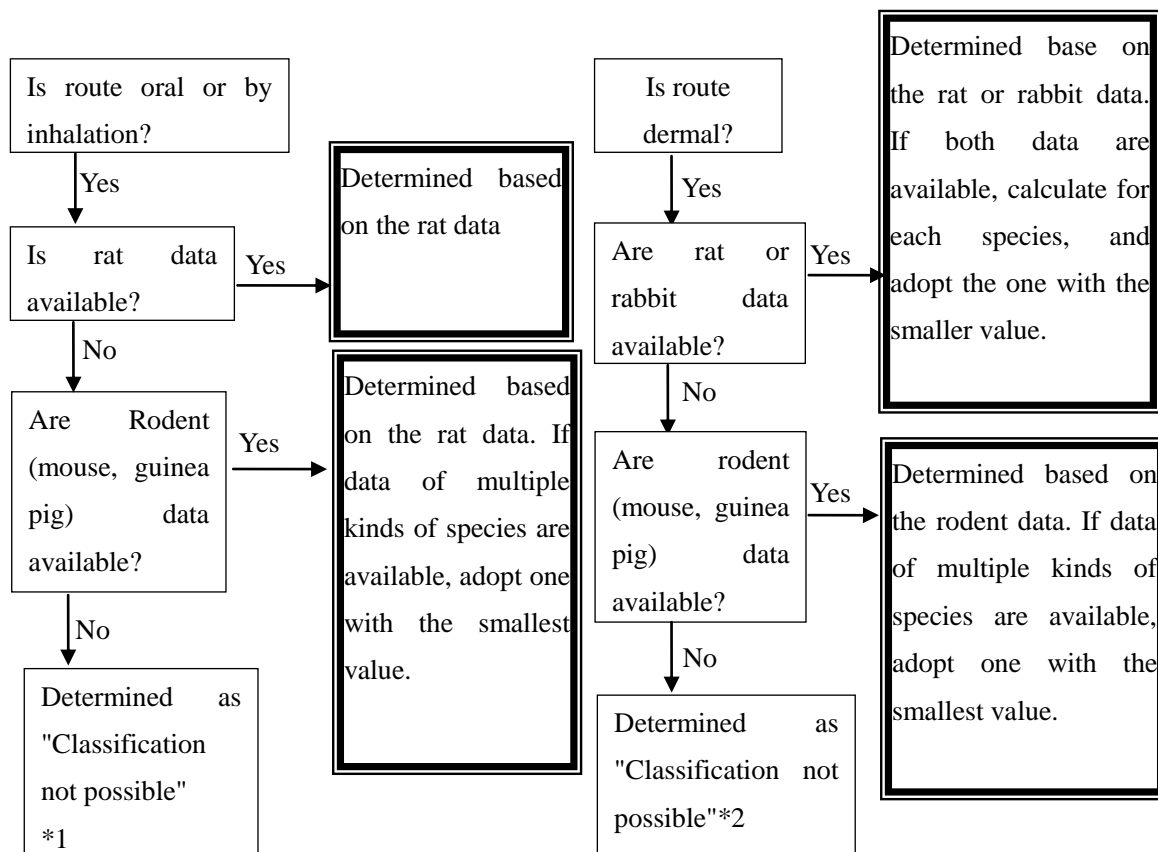 Is route oral or by
inhalation?
Yes
Is rat data
available?
Yes
Determined based
on the rat data
No
Are Rodent
(mouse, guinea
pig) data
available?
Yes
Determined based
on the rat data. If
data of multiple
kinds of species are
available, adopt one
with the smallest
value.
No
Determined as
"Classification
not possible"
*1
Is route
dermal?
Yes
Are rat or
rabbit data
available?
Yes
Determined base on
the rat or rabbit data.
If both data are
available, calculate for
each species, and
adopt the one with the
smaller value.
No
Are rodent
(mouse, guinea
pig) data
available?
Yes
Determined based on
the rodent data. If data
of multiple kinds of
species are available,
adopt one with the
smallest value.
No
Determined as
"Classification not
possible"*2